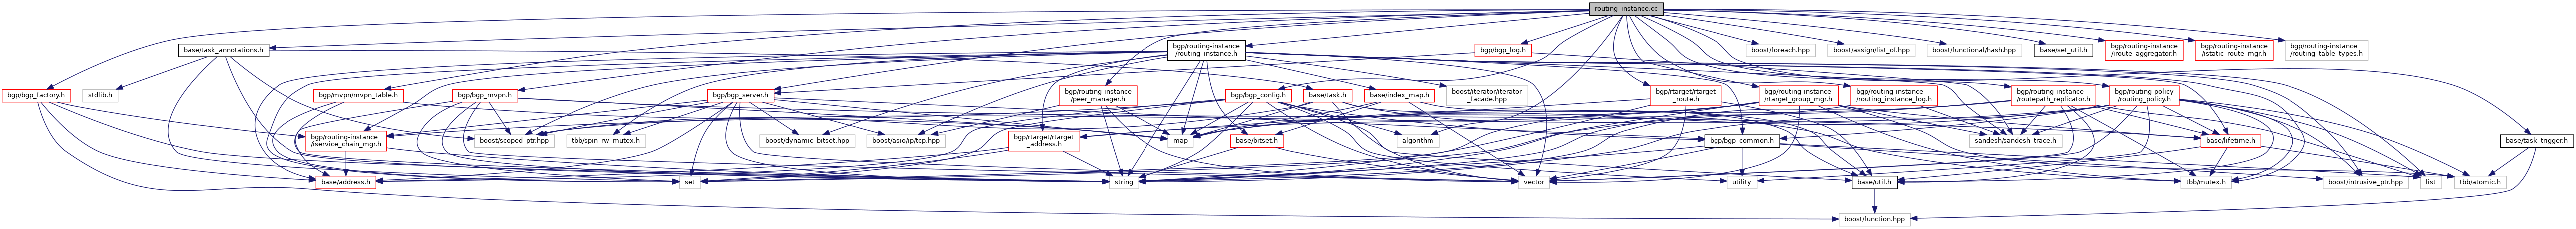 routing_instance.cc
base/task_annotations.h
bgp/routing-instance
/routing_instance.h
bgp/bgp_log.h
boost/foreach.hpp
boost/assign/list_of.hpp
boost/functional/hash.hpp
base/set_util.h
bgp/routing-instance
/iroute_aggregator.h
bgp/routing-instance
/istatic_route_mgr.h
bgp/routing-instance
/routing_table_types.h
bgp/bgp_factory.h
stdlib.h
bgp/mvpn/mvpn_table.h
bgp/bgp_mvpn.h
bgp/bgp_server.h
bgp/routing-instance
/peer_manager.h
bgp/bgp_config.h
base/task.h
base/index_map.h
boost/iterator/iterator
_facade.hpp
bgp/rtarget/rtarget
_route.h
bgp/routing-instance
/rtarget_group_mgr.h
bgp/routing-instance
/routing_instance_log.h
bgp/routing-instance
/routepath_replicator.h
bgp/routing-policy
/routing_policy.h
bgp/routing-instance
/iservice_chain_mgr.h
boost/scoped_ptr.hpp
tbb/spin_rw_mutex.h
boost/dynamic_bitset.hpp
boost/asio/ip/tcp.hpp
bgp/rtarget/rtarget
_address.h
map
base/bitset.h
algorithm
bgp/bgp_common.h
sandesh/sandesh_trace.h
base/lifetime.h
base/task_trigger.h
base/address.h
set
string
vector
utility
base/util.h
tbb/mutex.h
boost/intrusive_ptr.hpp
list
tbb/atomic.h
boost/function.hpp